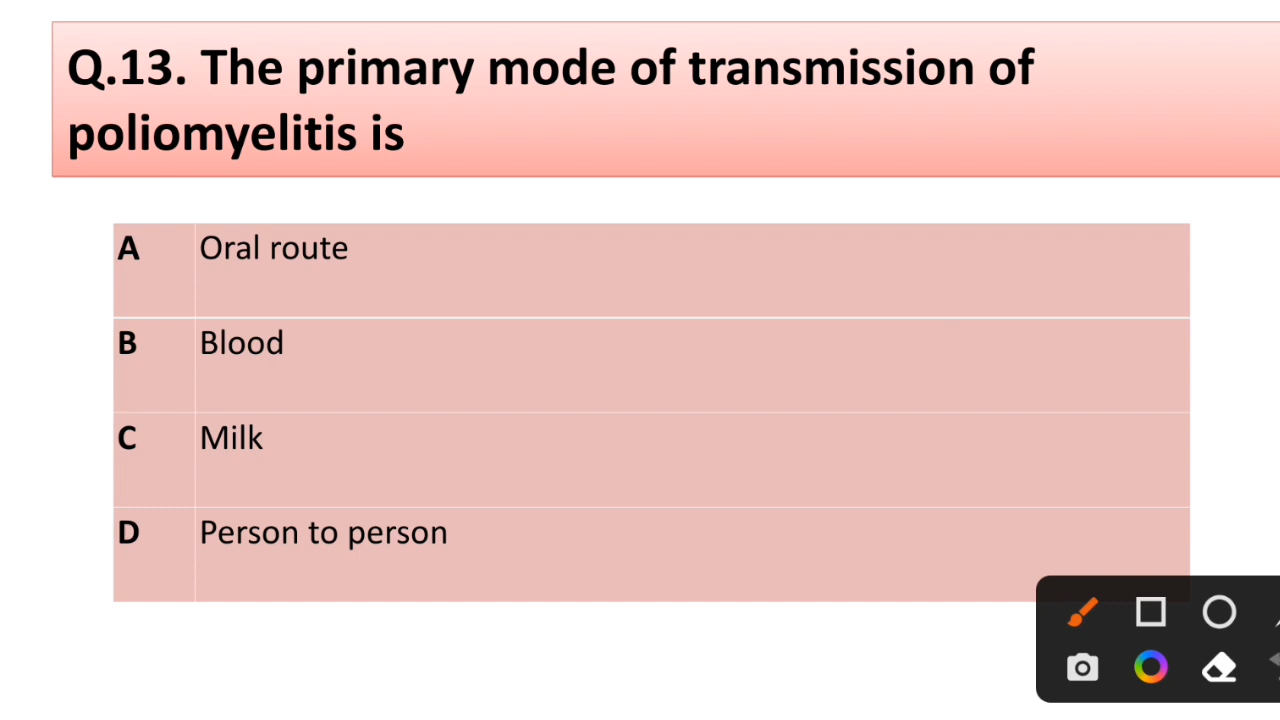 Q.13. The primary mode of transmission of
poliomyelitis is
A Oral route
B Blood
C Milk
D Person to person